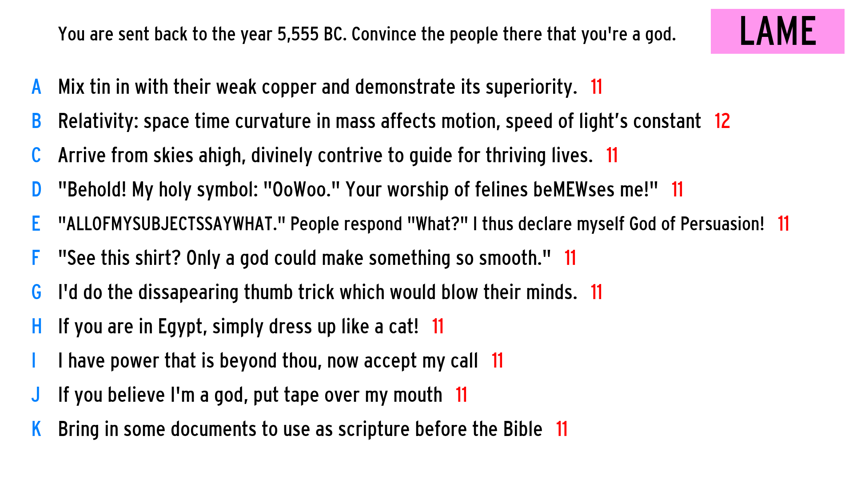 You are sent back to the year 5,555 BC. Convince the people there that you're a god.
LAME
A Mix tin in with their weak copper and demonstrate its superiority. 11
B Relativity: space time curvature in mass affects motion, speed of light's constant 12
C Arrive from skies ahigh, divinely contrive to guide for thriving lives. 11
D "Behold! My holy symbol: "OoWoo." Your worship of felines beMEWses me!" 11
E "ALLOFMYSUBJECTSSAYWHAT." People respond "What?" I thus declare myself God of Persuasion! 11
F "See this shirt? Only a god could make something so smooth." 11
G I'd do the dissapearing thumb trick which would blow their minds. 11
H If you are in Egypt, simply dress up like a cat! 11
I I have power that is beyond thou, now accept my call 11
J If you believe I'm a god, put tape over my mouth 11
K Bring in some documents to use as scripture before the Bible 11